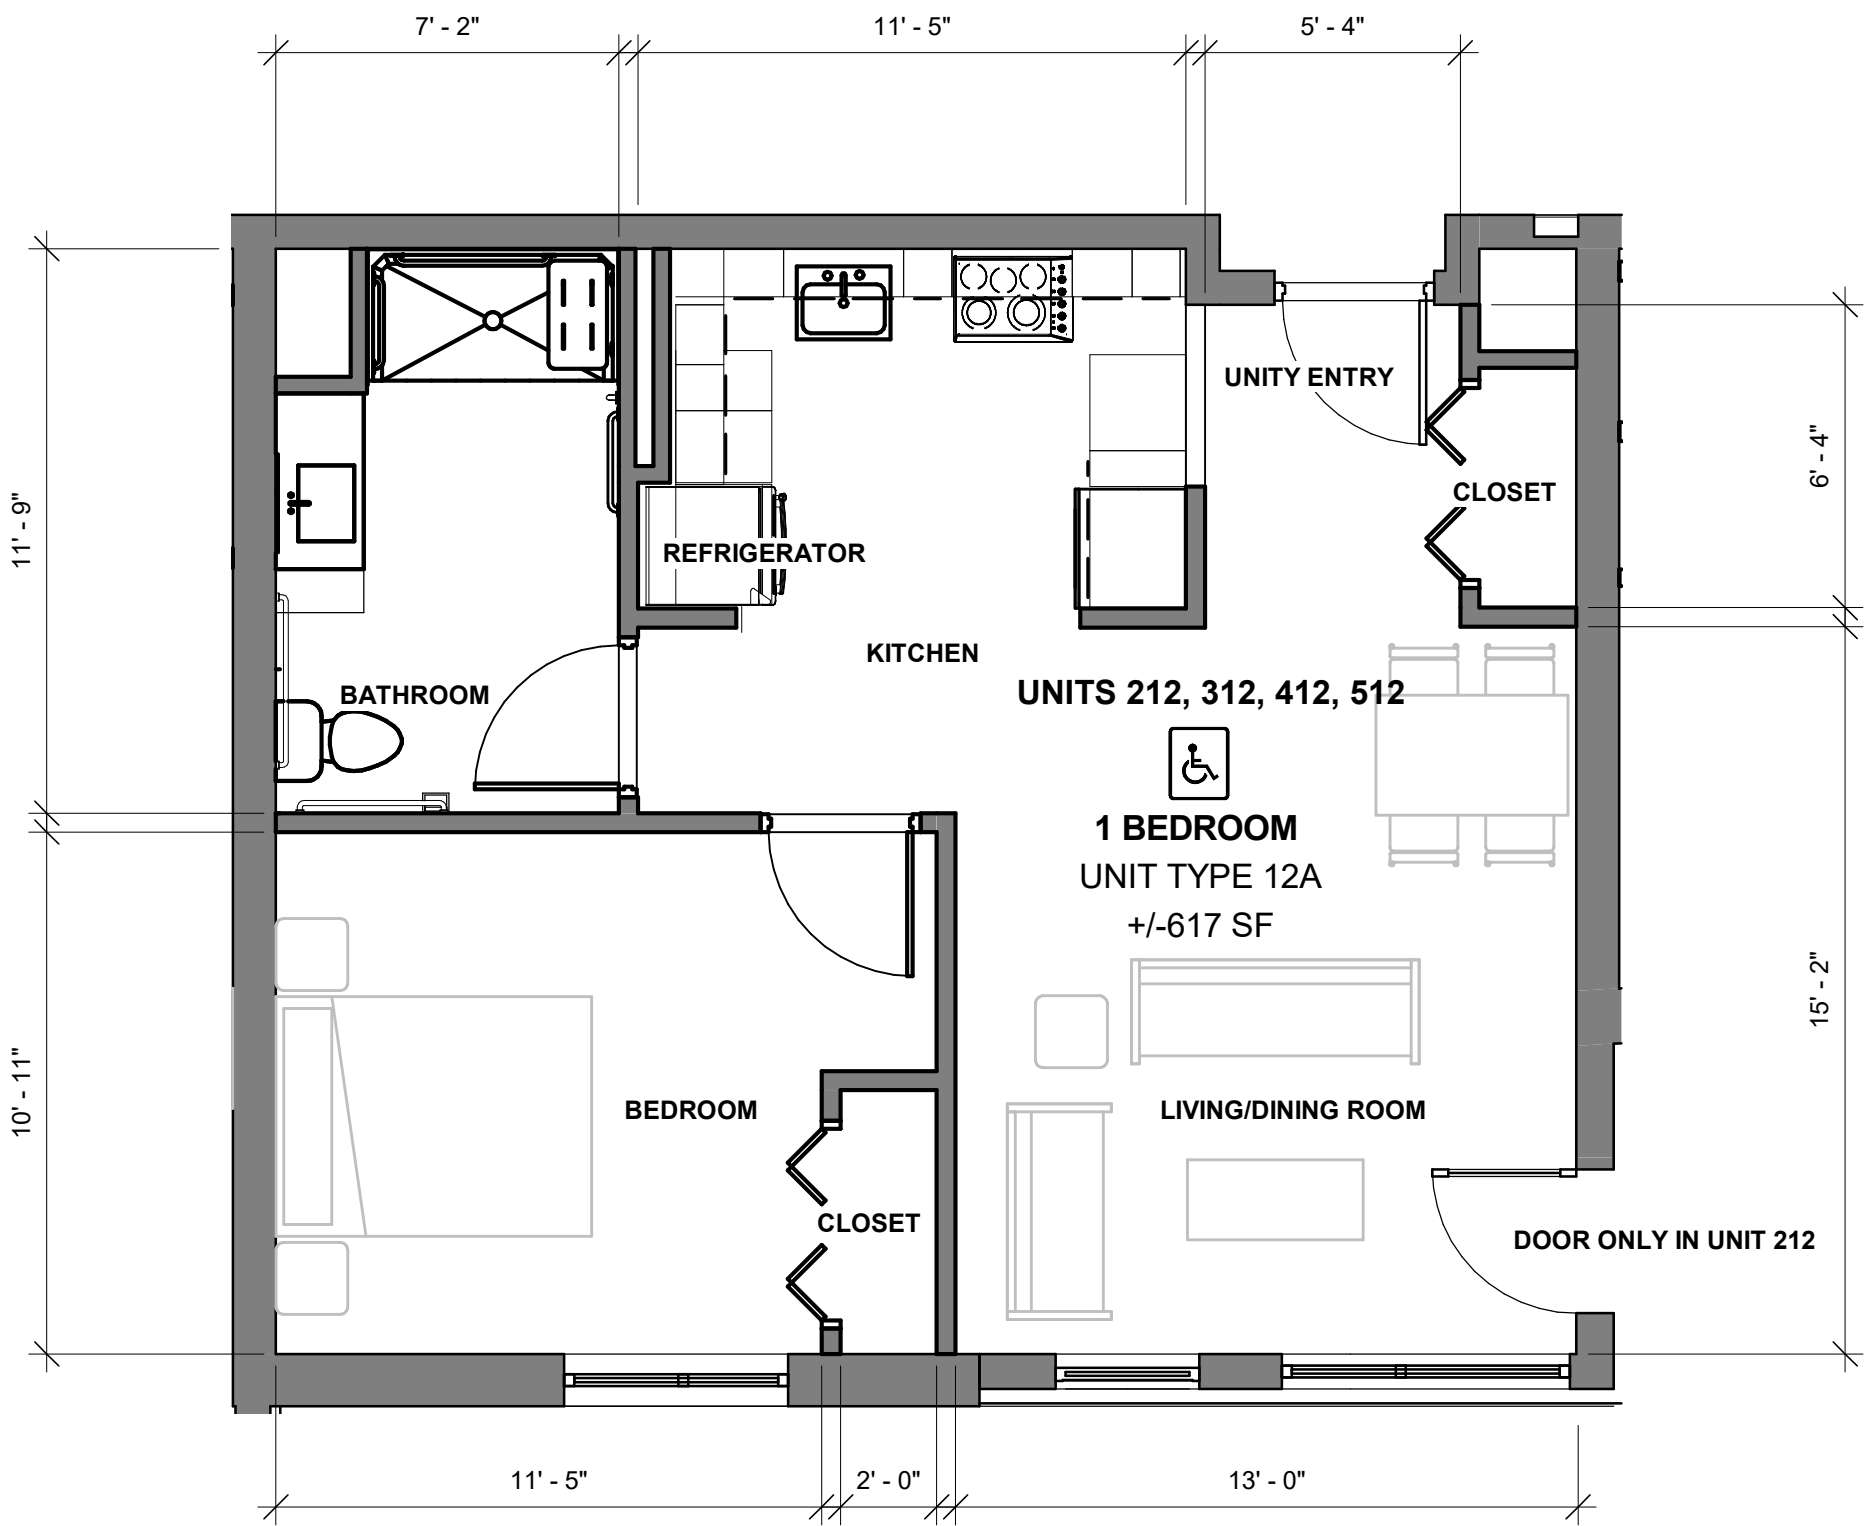 7' - 2"
11' - 5"
5' - 4"
UNITY ENTRY
6' - 4"
CLOSET
11' - 9"
REFRIGERATOR
KITCHEN
BATHROOM
UNITS 212, 312, 412, 512
1 BEDROOM
UNIT TYPE 12A
+/-617 SF
15' - 2"
10' - 11"
BEDROOM
LIVING/DINING ROOM
CLOSET
DOOR ONLY IN UNIT 212
11' - 5"
2' - 0"
13' - 0"